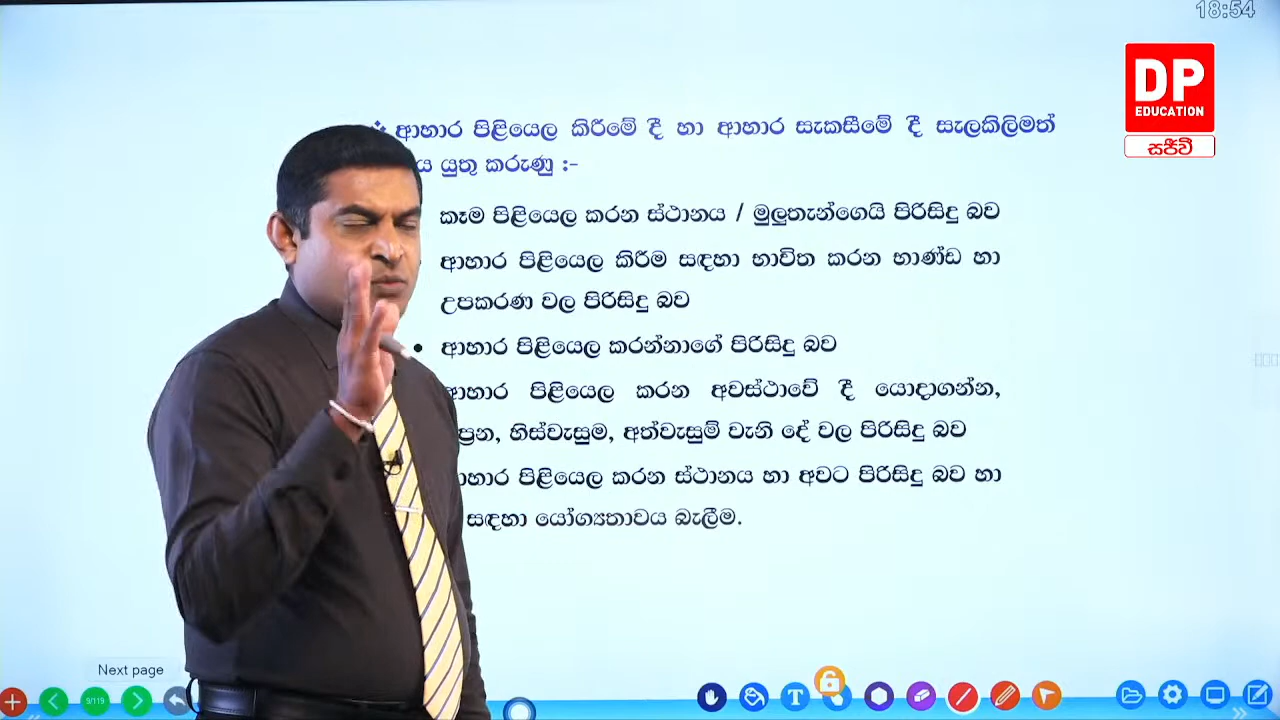 18:54
DP
EDUCATION
සජීවී
ආහාර පිළියෙල කිරීමේ දී හා ආහාර සැකසීමේ දී සැලකිලිමත්
යුතු කරුණු :-
කෑම පිළියෙල කරන ස්ථානය / මුලුතැන්ගෙයි පිරිසිදු බව
ආහාර පිළියෙල කිරීම සඳහා භාවිත කරන භාණ්ඩ හා
උපකරණ වල පිරිසිදු බව
• ආහාර පිළියෙල කරන්නාගේ පිරිසිදු බව
ආහාර පිළියෙල කරන අවස්ථාවේ දී යොදාගන්න,
හිස්වැසුම, අත්වැසුම් වැනි දේ වල පිරිසිදු බව
පිළියෙල කරන ස්ථානය හා අවට පිරිසිදු බව හා
සඳහා යෝග්‍යතාවය බැලීම.
Next page
9/119